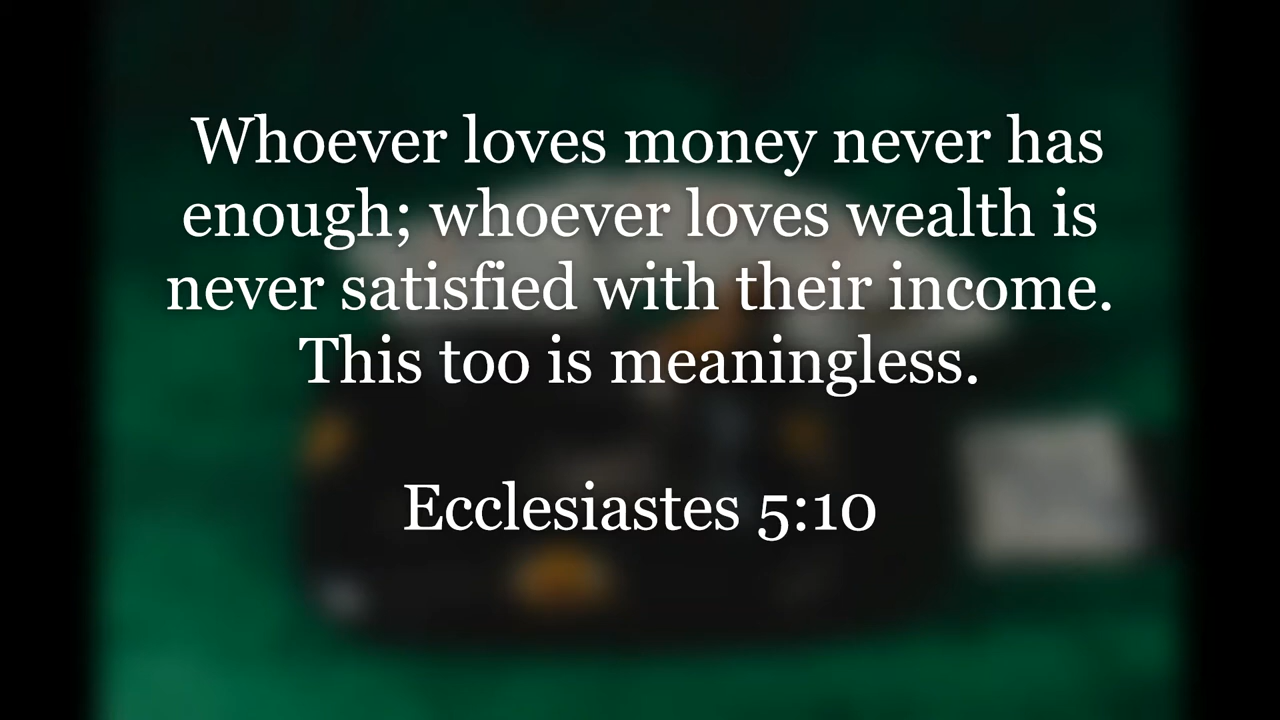 Whoever loves money never has
enough; whoever loves wealth is
never satisfied with their income.
This too is meaningless.
Ecclesiastes 5:10